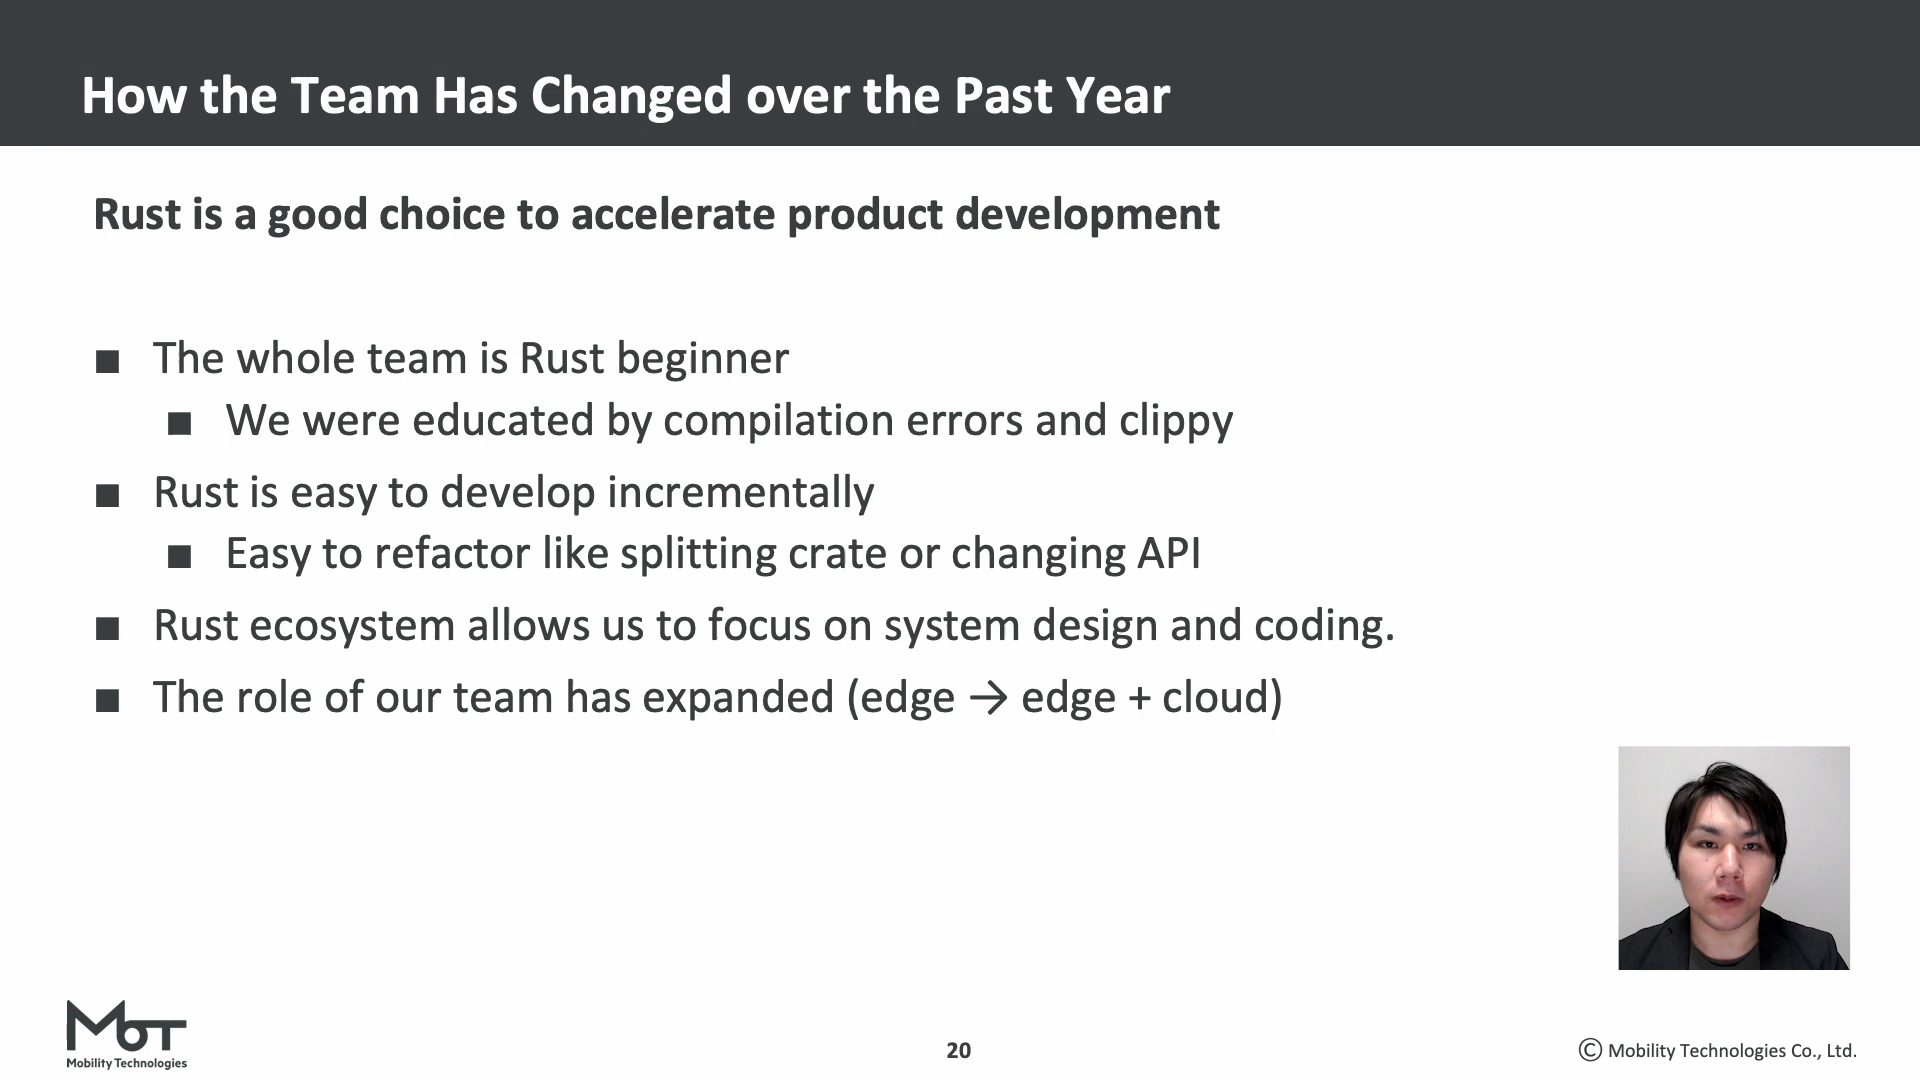 How the Team Has Changed over the Past Year
Rust is a good choice to accelerate product development
■ The whole team is Rust beginner
■ We were educated by compilation errors and clippy
■ Rust is easy to develop incrementally
■ Easy to refactor like splitting crate or changing API
■ Rust ecosystem allows us to focus on system design and coding.
■ The role of our team has expanded (edge → edge + cloud)
MoT
Mobility Technologies
20
© Mobility Technologies Co., Ltd.